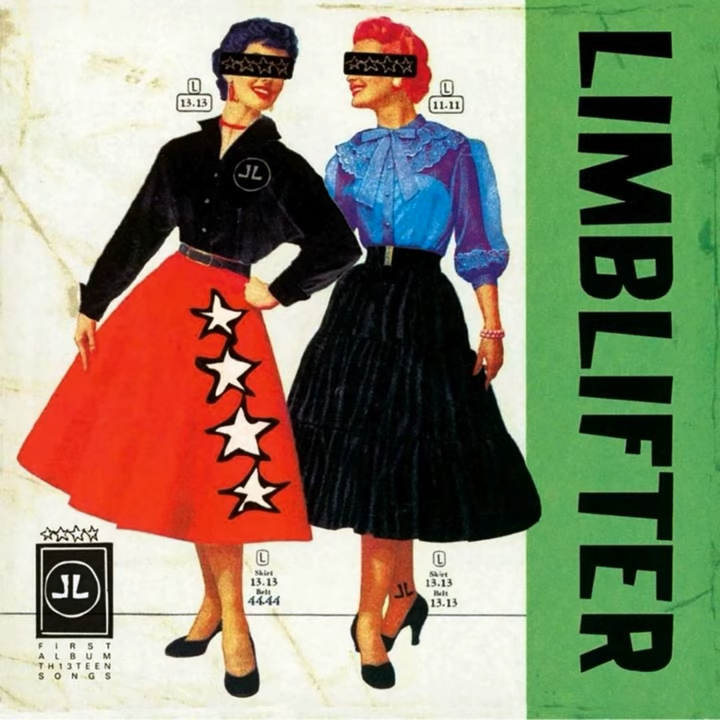 L
13.13
L
11.11
LIMBLIFTER
JL
L
Skirt
13.13
Belt
44.44
L
Skirt
13.13
Belt
13.13
JL
JL
FIRST
ALBUM
TH13TEEN
SONGS